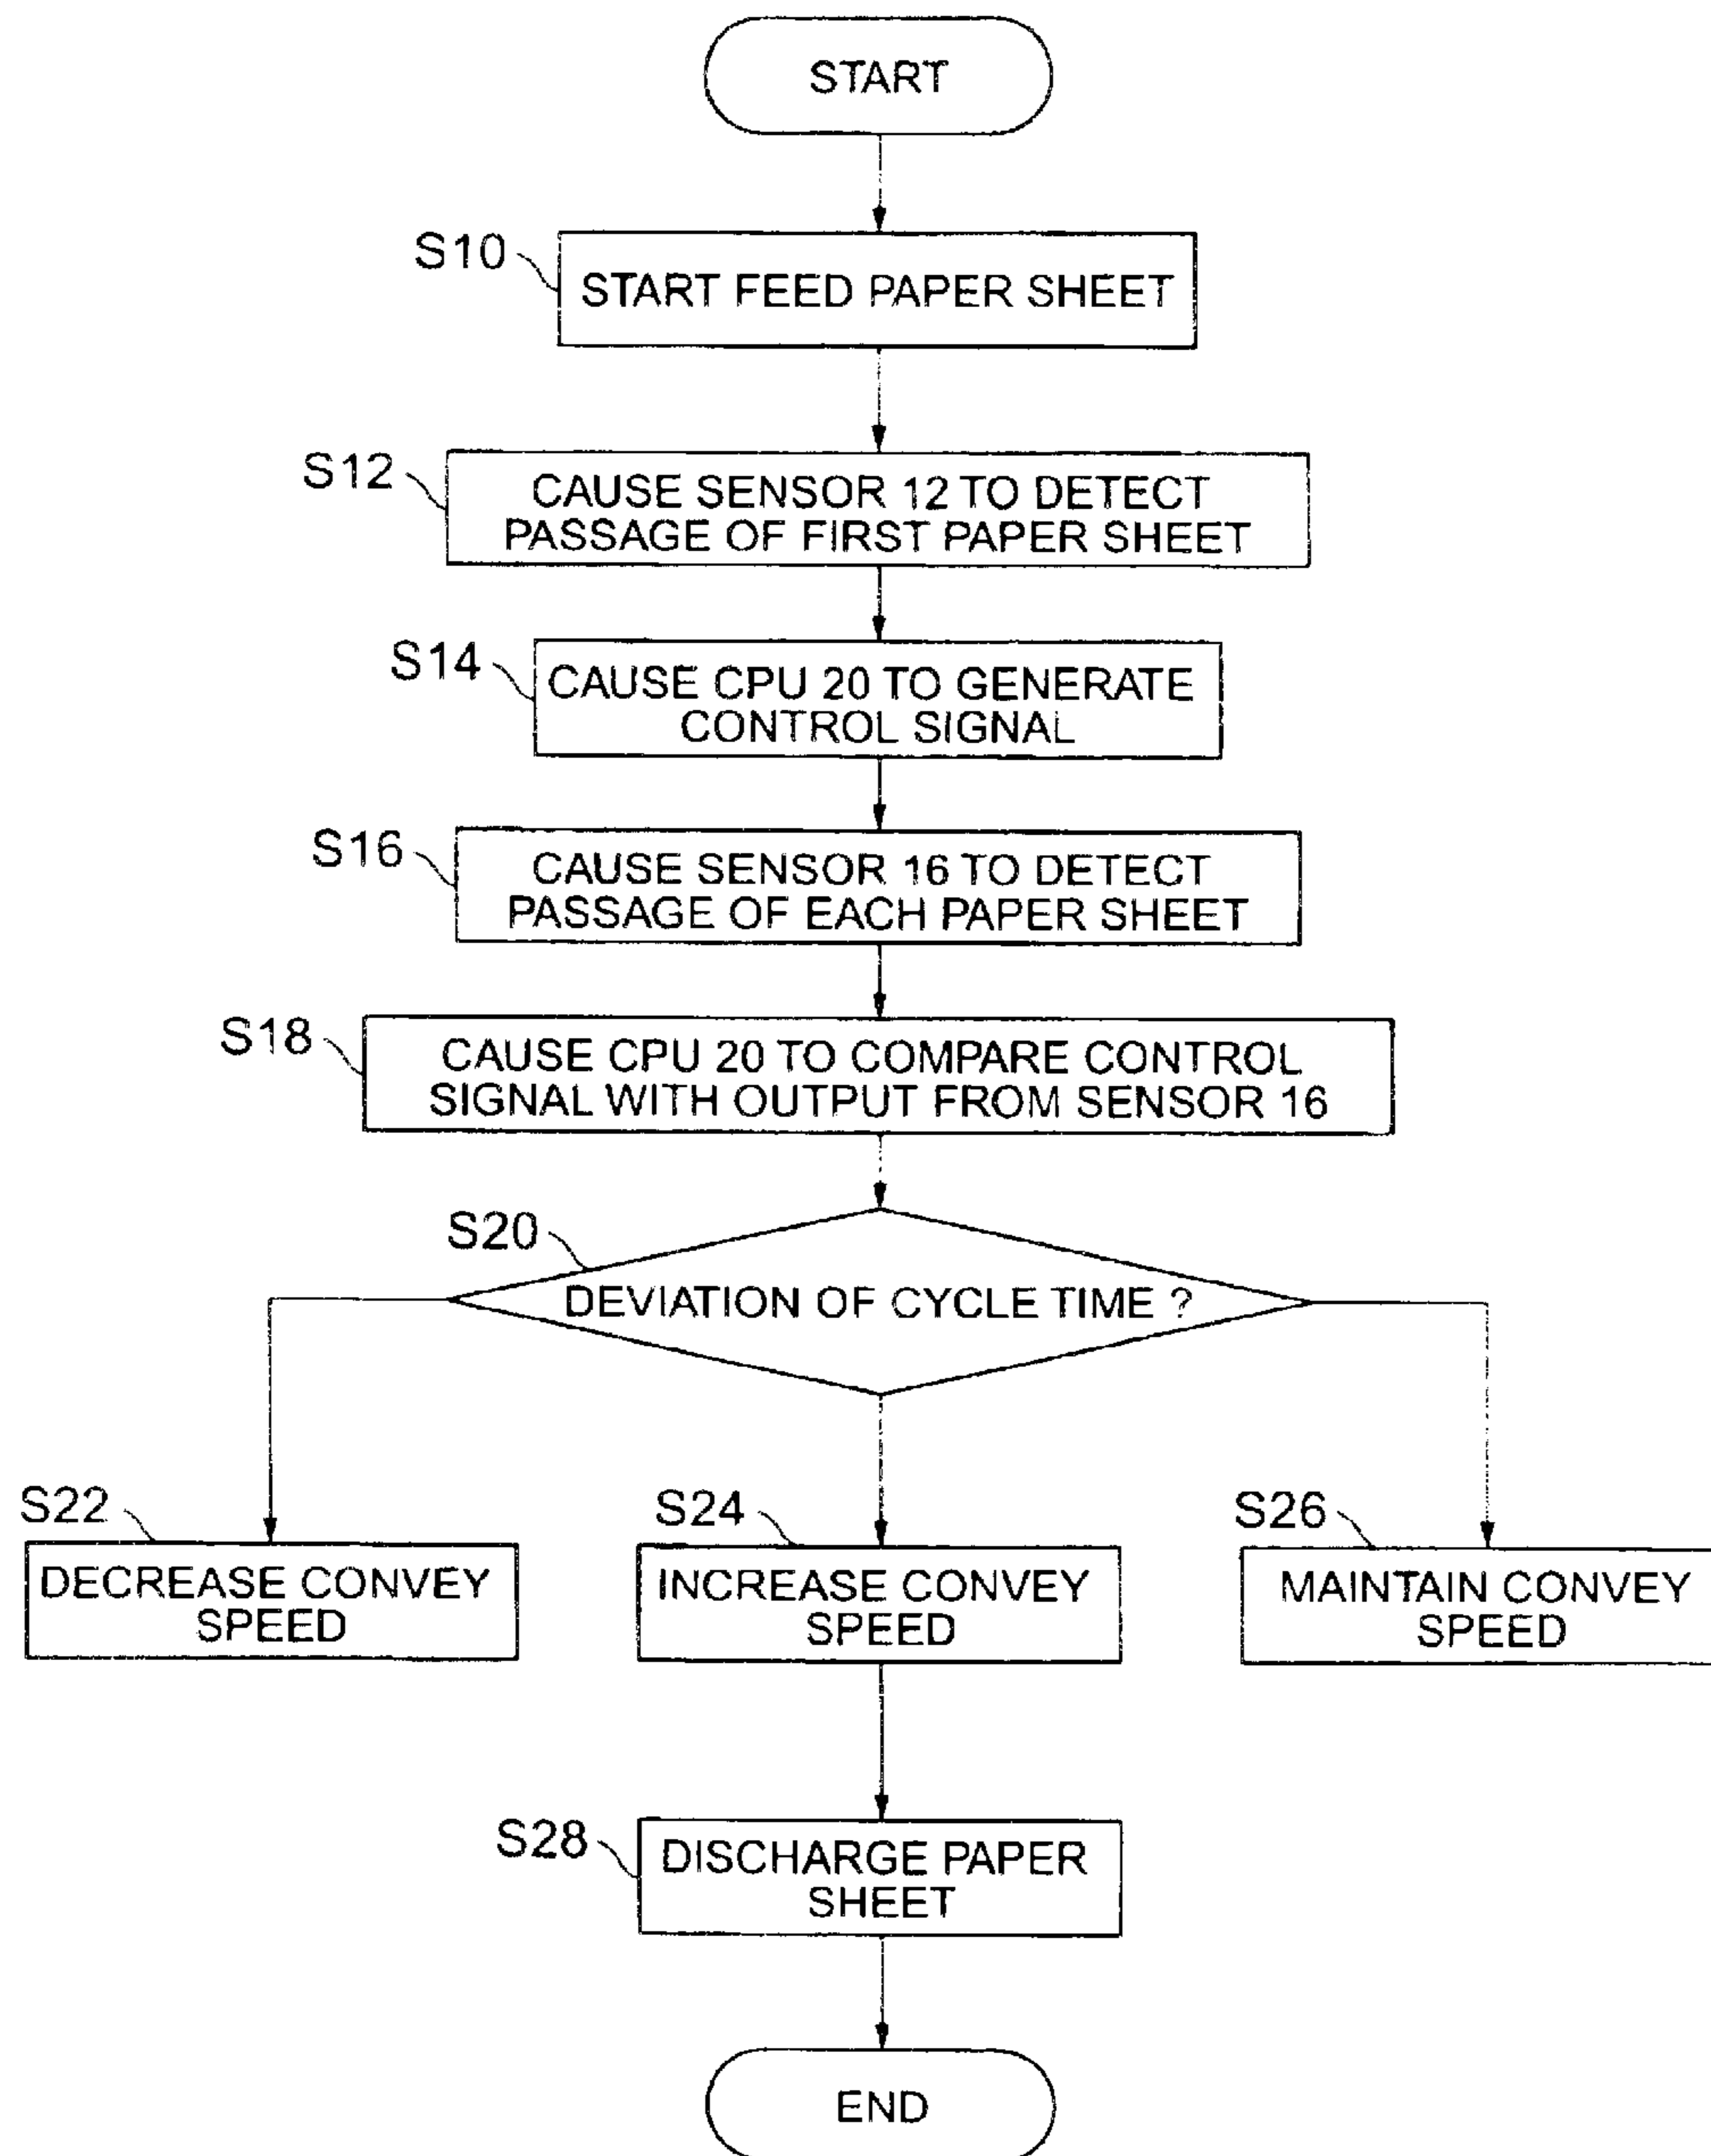 START
S10
START FEED PAPER SHEET
S12
CAUSE SENSOR 12 TO DETECT
PASSAGE OF FIRST PAPER SHEET
S14
CAUSE CPU 20 TO GENERATE
CONTROL SIGNAL
S16
CAUSE SENSOR 16 TO DETECT
PASSAGE OF EACH PAPER SHEET
S18
CAUSE CPU 20 TO COMPARE CONTROL
SIGNAL WITH OUTPUT FROM SENSOR 16
S20
DEVIATION OF CYCLE TIME ?
S22
DECREASE CONVEY
SPEED
S24
INCREASE CONVEY
SPEED
S26
MAINTAIN CONVEY
SPEED
S28
DISCHARGE PAPER
SHEET
END